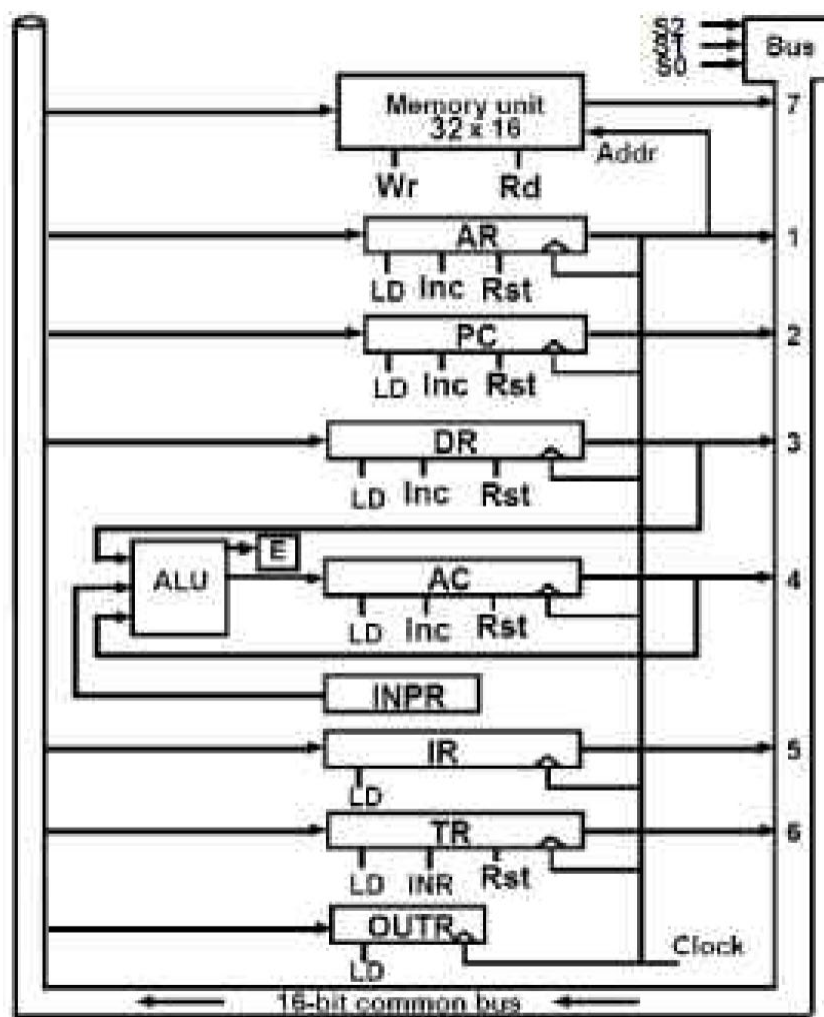 S2
S1
S0
Bus
Memory unit
32 x 16
7
Addr
Wr Rd
AR
1
LD Inc Rst
PC
2
LD Inc Rst
DR
3
LD Inc Rst
E
ALU
AC
4
LD Inc Rst
INPR
IR
5
LD
TR
6
LD INR Rst
OUTR
Clock
LD
16-bit common bus